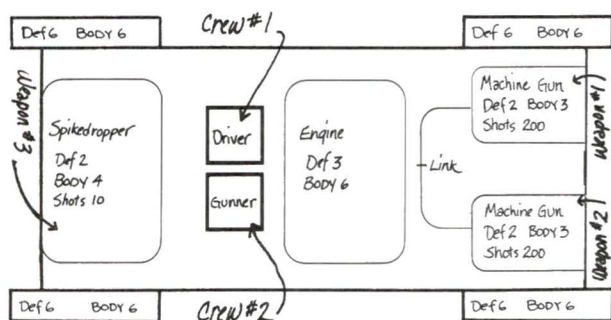 Def 6 BODY 6
Crew #1
Def 6 BODY 6
Weapon #3
Spikedropper
Def 2
BODY 4
Shots 10
Driver
Gunner
Crew #2
Engine
Def 3
BODY 6
Link
Machine Gun
Def 2 BODY 3
Shots 200
Weapon #1
Machine Gun
Def 2 BODY 3
Shots 200
Weapon #2
Def 6 BODY 6
Def 6 BODY 6